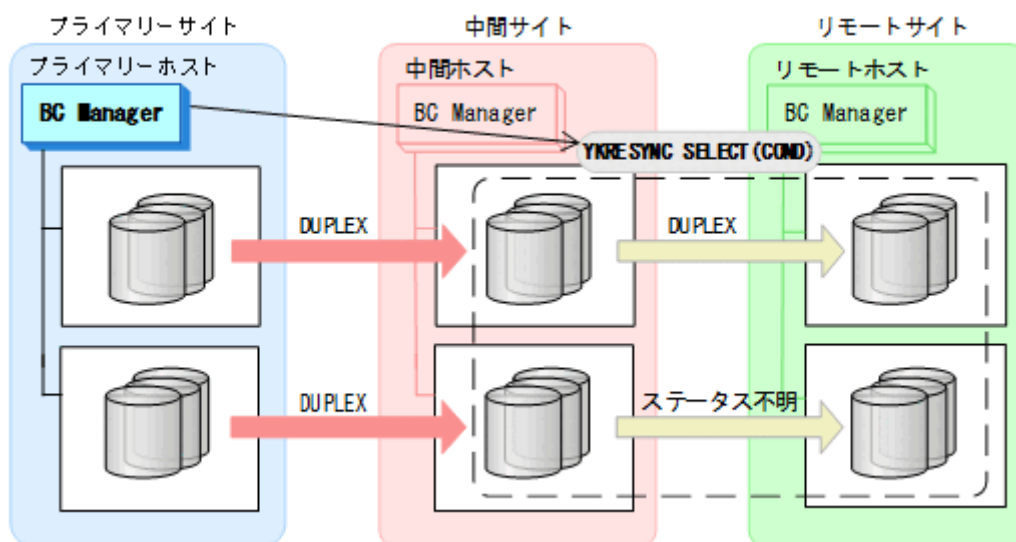 プライマリーサイト
中間サイト
リモートサイト
プライマリーホスト
中間ホスト
リモートホスト
BC Manager
BC Manager
BC Manager
YKRESYNC SELECT(COND)
DUPLEX
DUPLEX
DUPLEX
ステータス不明